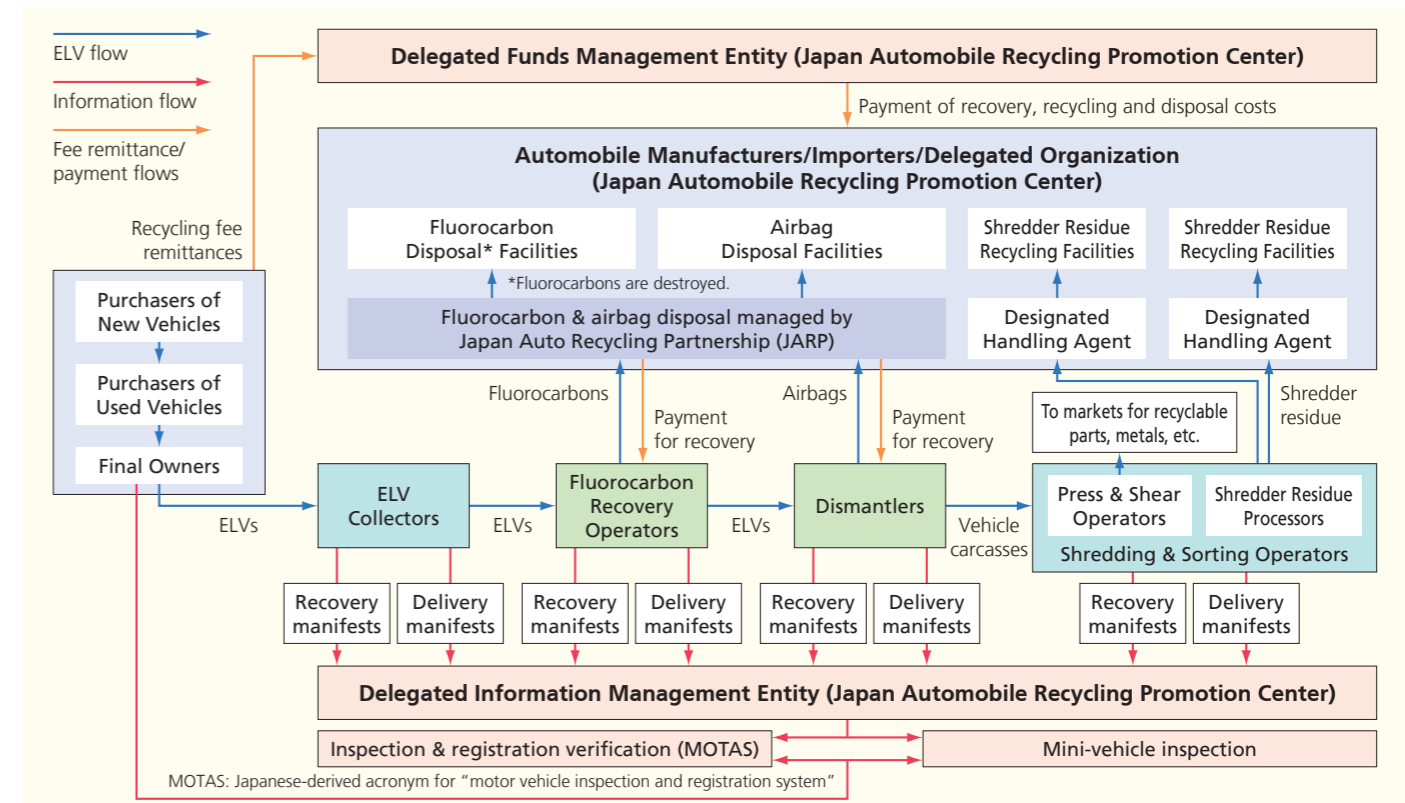 ELV flow
Information flow
Fee remittance/
payment flows
Delegated Funds Management Entity (Japan Automobile Recycling Promotion Center)
Payment of recovery, recycling and disposal costs
Automobile Manufacturers/Importers/Delegated Organization
(Japan Automobile Recycling Promotion Center)
Recycling fee
remittances
Fluorocarbon
Disposal* Facilities
Airbag
Disposal Facilities
Shredder Residue
Recycling Facilities
Shredder Residue
Recycling Facilities
*Fluorocarbons are destroyed.
Fluorocarbon & airbag disposal managed by
Japan Auto Recycling Partnership (JARP)
Designated
Handling Agent
Designated
Handling Agent
Purchasers of
New Vehicles
Purchasers of
Used Vehicles
Final Owners
Fluorocarbons
Payment
for recovery
Airbags
Payment
for recovery
To markets for recyclable
parts, metals, etc.
Shredder
residue
ELVs
ELV
Collectors
ELVs
Fluorocarbon
Recovery
Operators
ELVs
Dismantlers
Vehicle
carcasses
Press & Shear
Operators
Shredder Residue
Processors
Shredding & Sorting Operators
Recovery
manifests
Delivery
manifests
Recovery
manifests
Delivery
manifests
Recovery
manifests
Delivery
manifests
Recovery
manifests
Delivery
manifests
Delegated Information Management Entity (Japan Automobile Recycling Promotion Center)
Inspection & registration verification (MOTAS)
Mini-vehicle inspection
MOTAS: Japanese-derived acronym for “motor vehicle inspection and registration system”